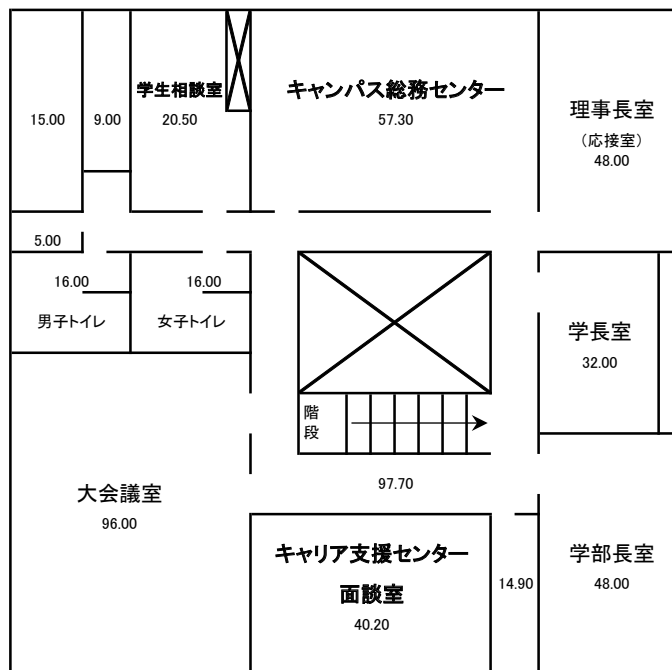 15.00
9.00
学生相談室
20.50
キャンパス総務センター
57.30
理事長室
（応接室）
48.00
5.00
16.00
男子トイレ
16.00
女子トイレ
学長室
32.00
階
段
97.70
大会議室
96.00
キャリア支援センター
面談室
40.20
14.90
学部長室
48.00